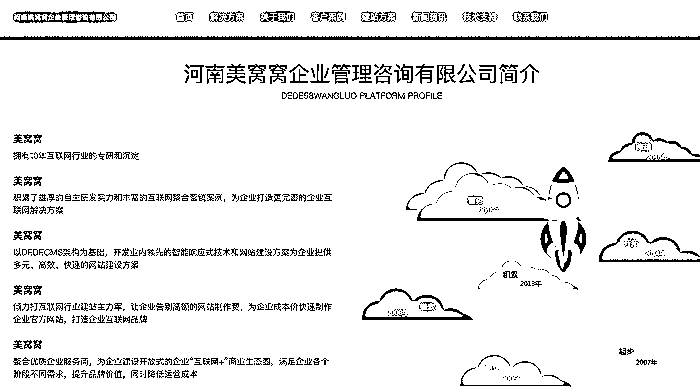 河南美窝窝企业管理咨询有限公司
首页 解决方案 关于我们 客户案例 建站方案 新闻资讯 技术支持 联系我们
河南美窝窝企业管理咨询有限公司简介
DEDE58WANGLUO PLATFORM PROFILE
美窝窝
拥有10年互联网行业的专研和沉淀
美窝窝
积累了雄厚的自主研发实力和丰富的互联网整合营销案例，为企业打造更完善的企业互
联网解决方案
美窝窝
以DEDECMS架构为基础，开发业内领先的智能响应式技术和网站建设方案为企业提供
多元、高效、快速的网站建设方案
美窝窝
倾力打互联网行业建站主力军，让企业告别高额的网站制作费，为企业成本价快速制作
企业官方网站，打造企业互联网品牌
美窝窝
整合优质企业服务商，为企业建设开放式的企业“互联网+”商业生态圈，满足企业各个
阶段不同需求，提升品牌价值，同时降低运营成本
积累
2013年
起步
2007年